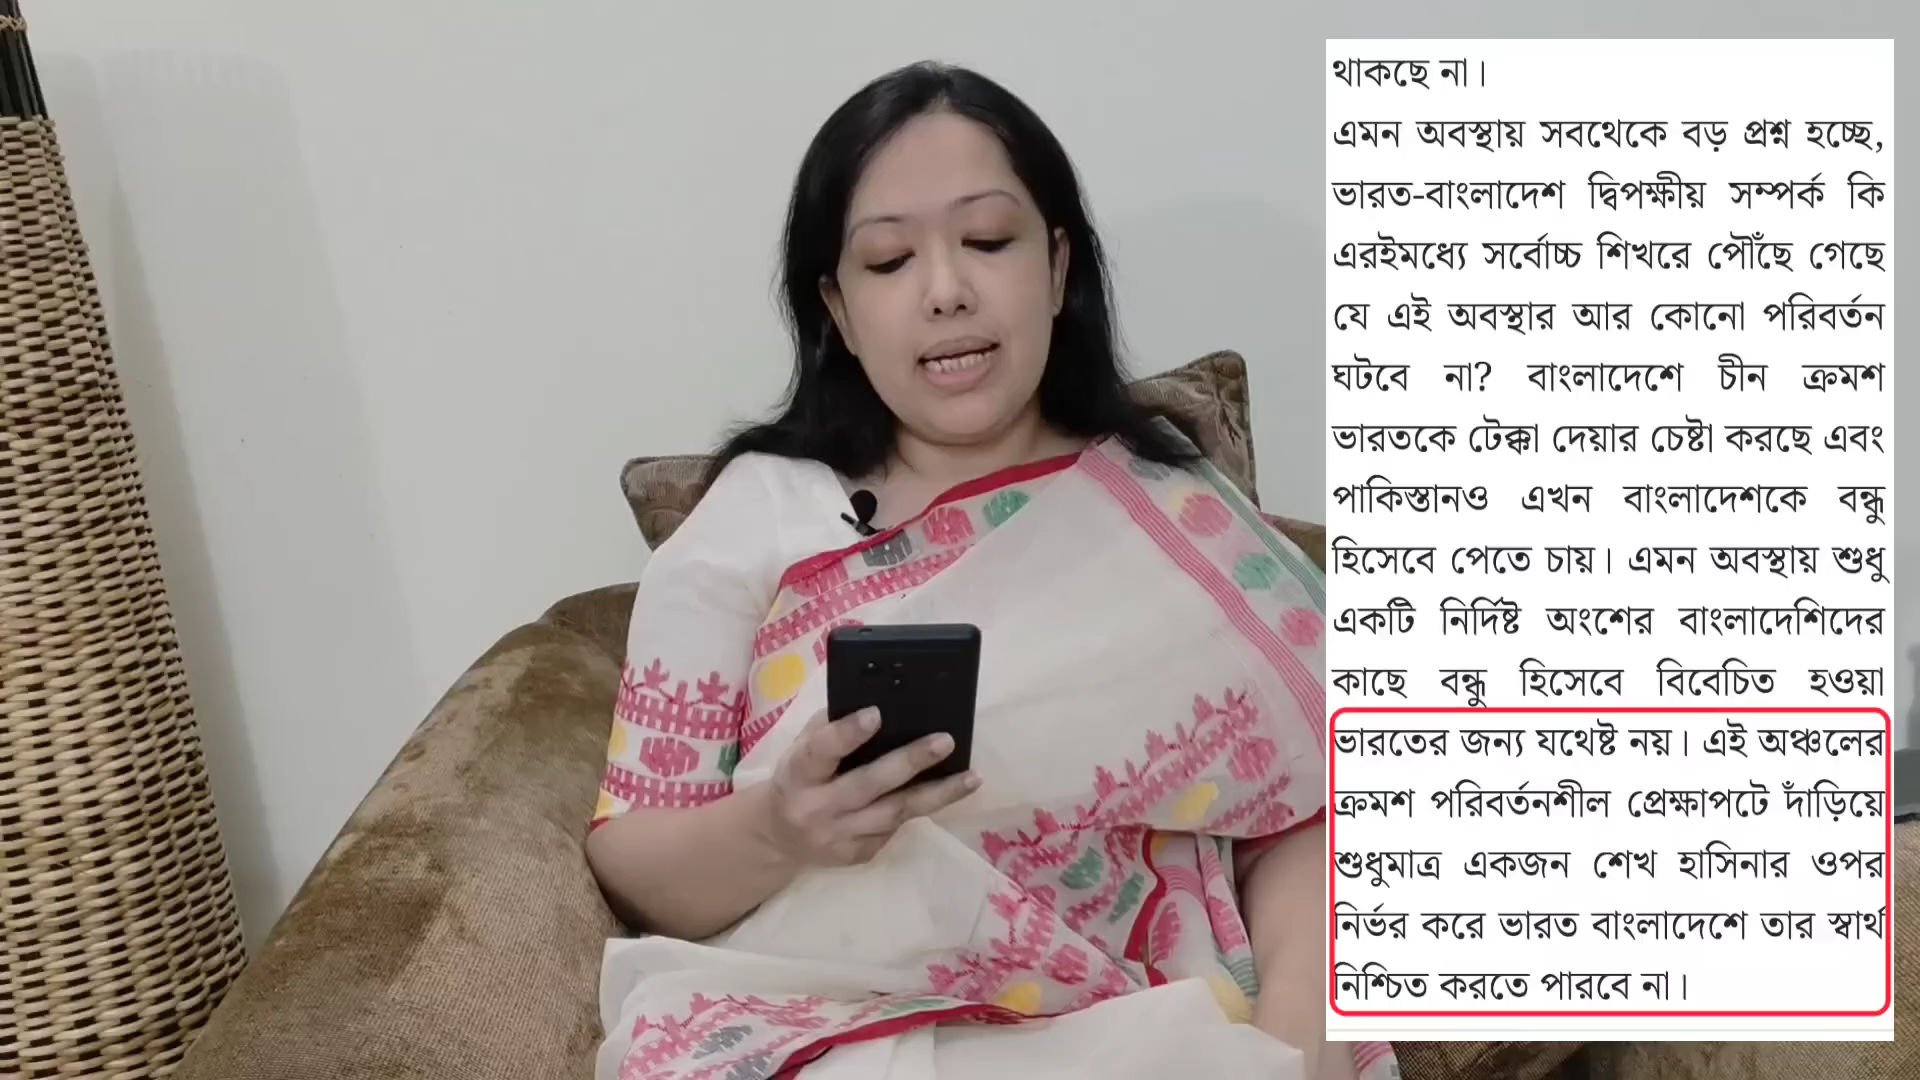 থাকছে না।
এমন অবস্থায় সবথেকে বড় প্রশ্ন হচ্ছে,
ভারত-বাংলাদেশ দ্বিপক্ষীয় সম্পর্ক কি
এরইমধ্যে সর্বোচ্চ শিখরে পৌঁছে গেছে
যে এই অবস্থার আর কোনো পরিবর্তন
ঘটবে না? বাংলাদেশে চীন ক্রমশ
ভারতকে টেক্কা দেয়ার চেষ্টা করছে এবং
পাকিস্তানও এখন বাংলাদেশকে বন্ধু
হিসেবে পেতে চায়। এমন অবস্থায় শুধু
একটি নির্দিষ্ট অংশের বাংলাদেশিদের
কাছে বন্ধু হিসেবে বিবেচিত হওয়া
ভারতের জন্য যথেষ্ট নয়। এই অঞ্চলের
ক্রমশ পরিবর্তনশীল প্রেক্ষাপটে দাঁড়িয়ে
শুধুমাত্র একজন শেখ হাসিনার ওপর
নির্ভর করে ভারত বাংলাদেশে তার স্বার্থ
নিশ্চিত করতে পারবে না।